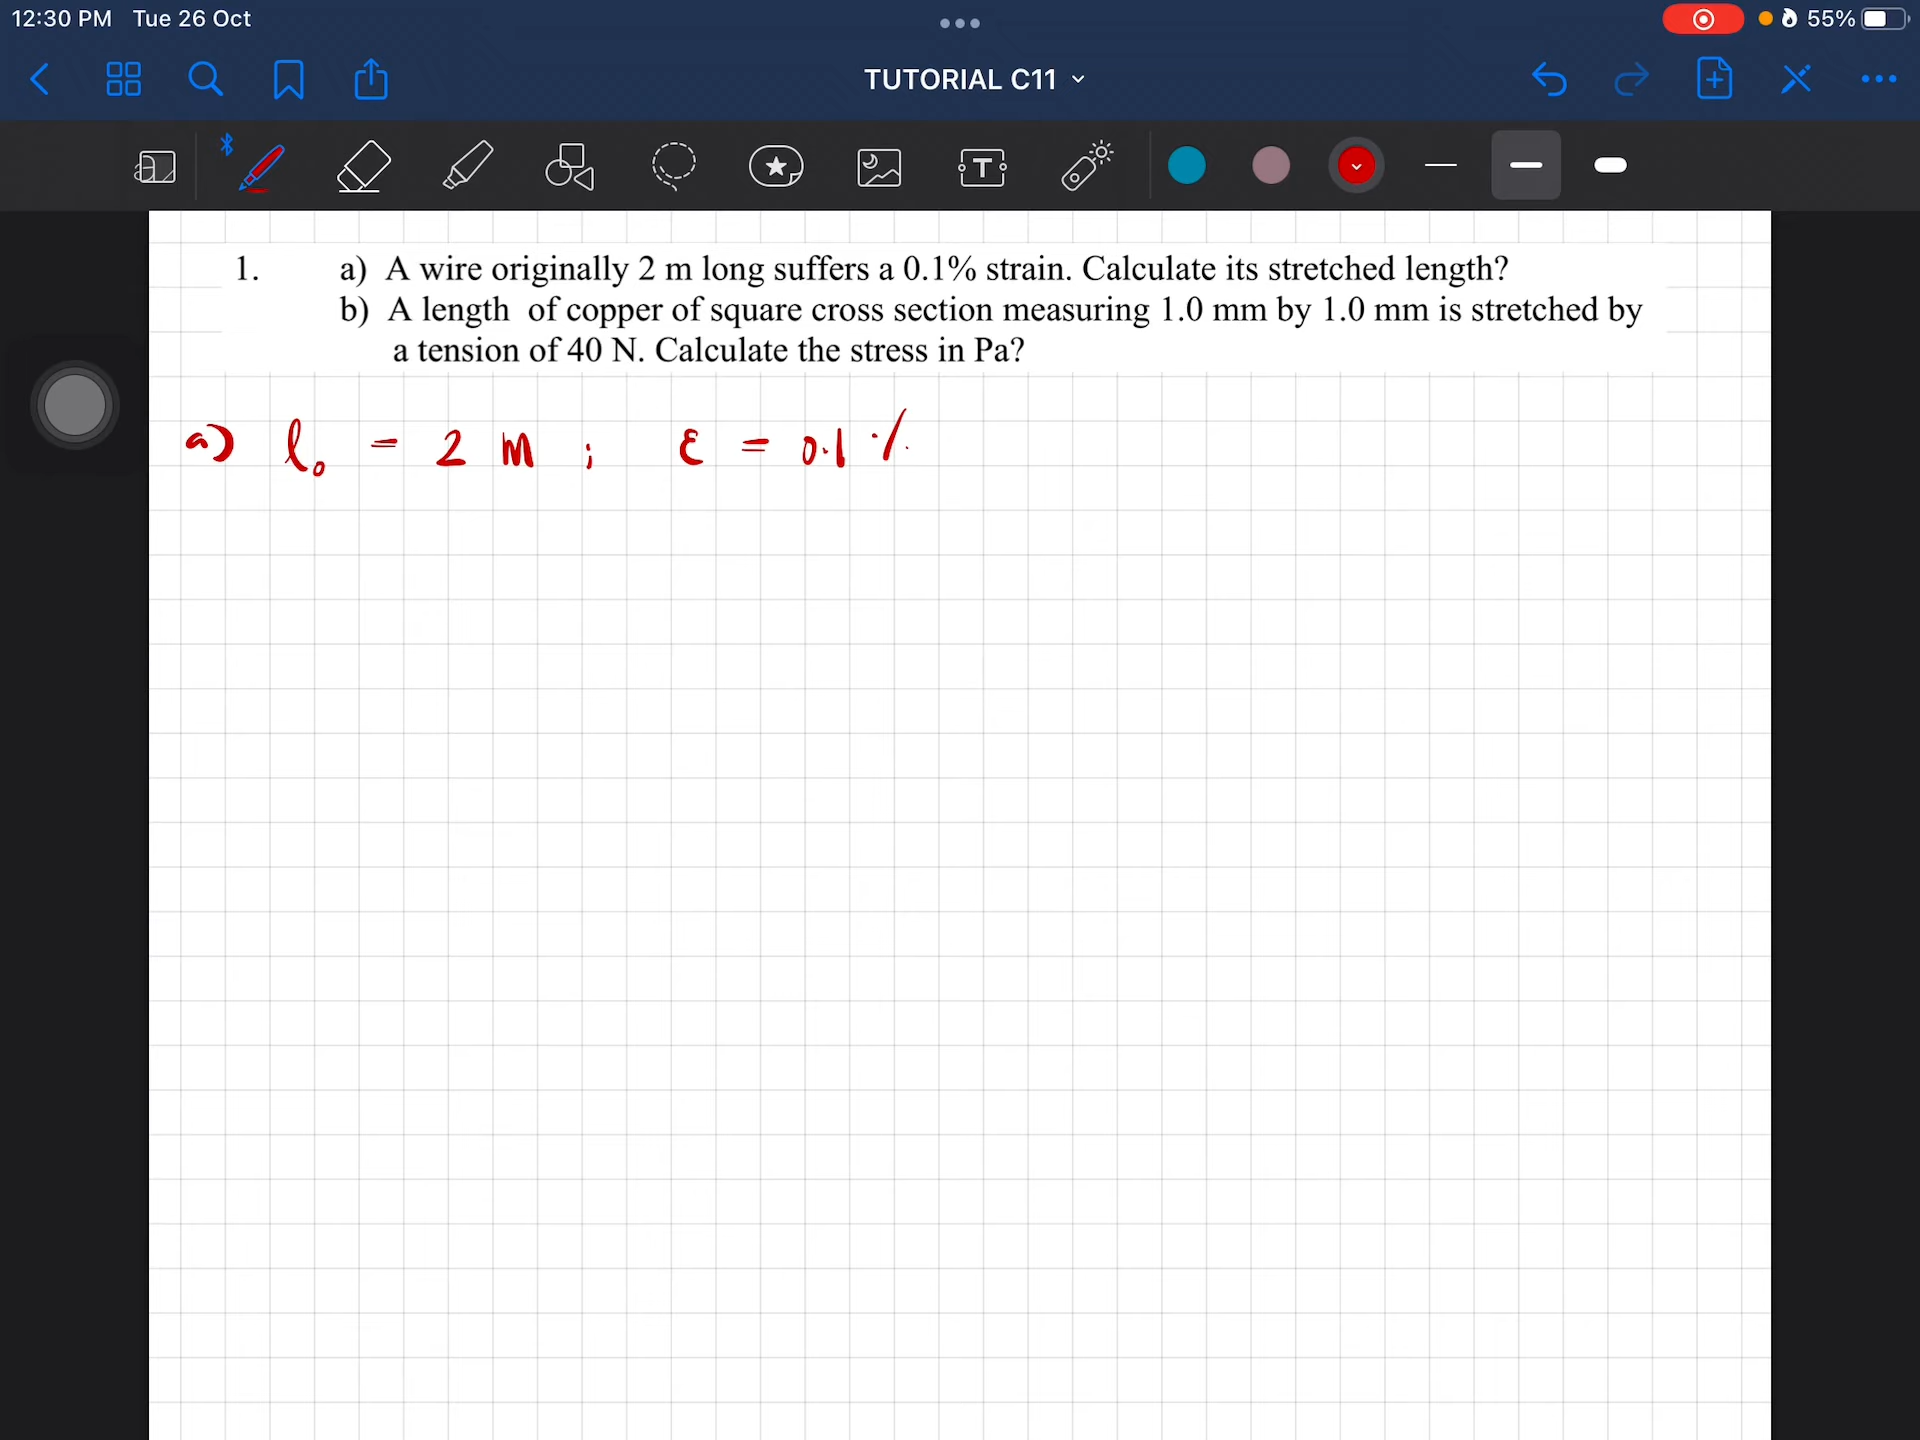 12:30 PM Tue 26 Oct
55%
TUTORIAL C11
T
1. a) A wire originally 2 m long suffers a 0.1% strain. Calculate its stretched length?
b) A length of copper of square cross section measuring 1.0 mm by 1.0 mm is stretched by
a tension of 40 N. Calculate the stress in Pa?
a) l₀ = 2 m ; ε = 0.1 %